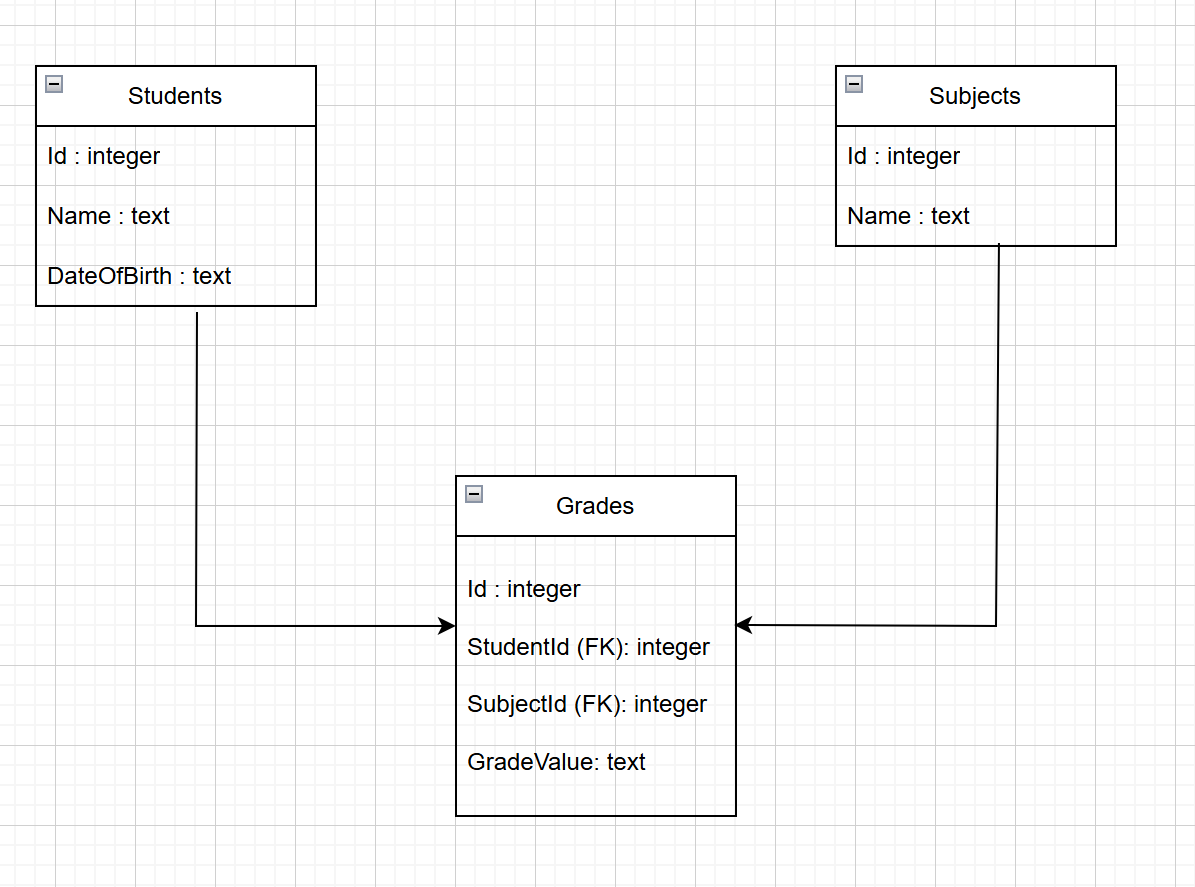 Students
Id : integer
Name : text
DateOfBirth : text
Subjects
Id : integer
Name : text
Grades
Id : integer
StudentId (FK): integer
SubjectId (FK): integer
GradeValue: text